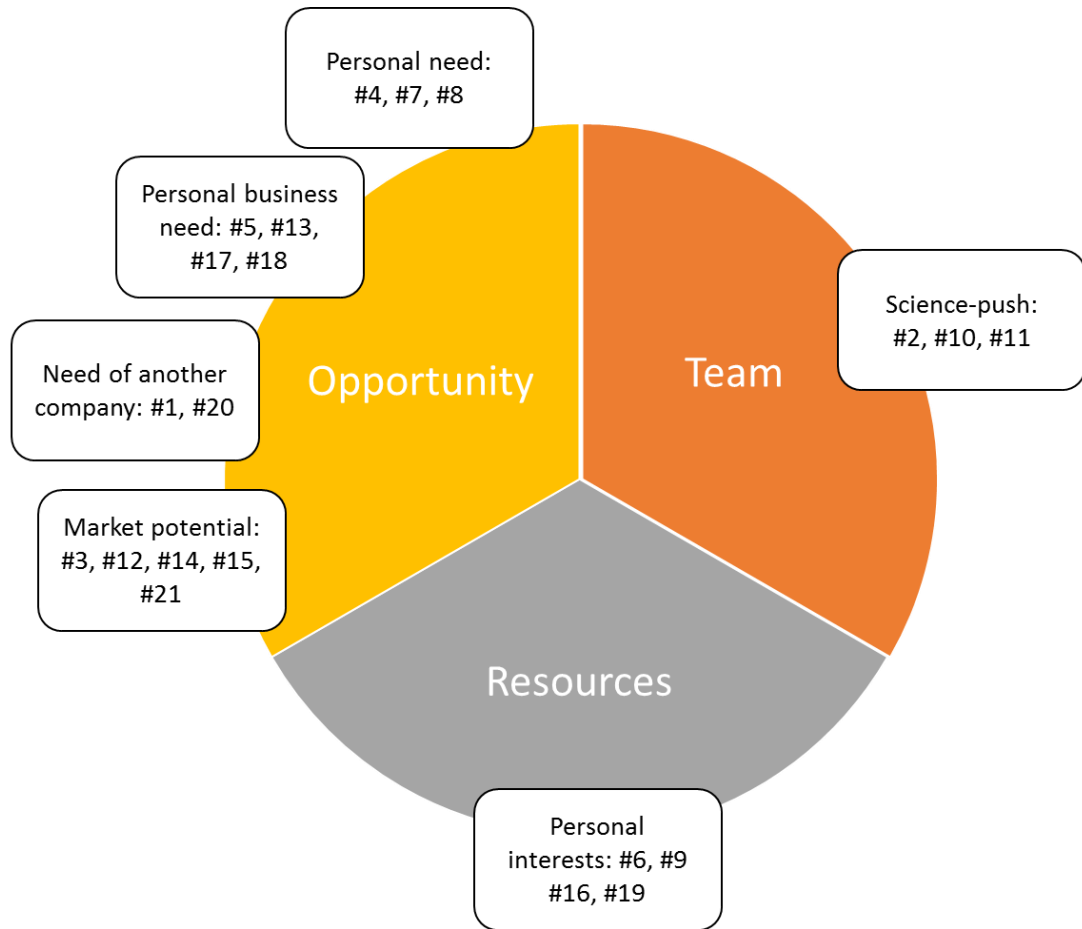 Personal need:
#4, #7, #8
Personal business
need: #5, #13,
#17, #18
Need of another
company: #1, #20
Market potential:
#3, #12, #14, #15,
#21
Opportunity
Team
Science-push:
#2, #10, #11
Resources
Personal
interests: #6, #9
#16, #19